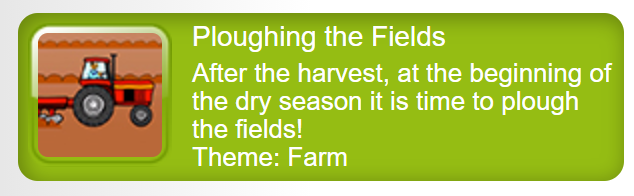 Ploughing the Fields
After the harvest, at the beginning of
the dry season it is time to plough
the fields!
Theme: Farm